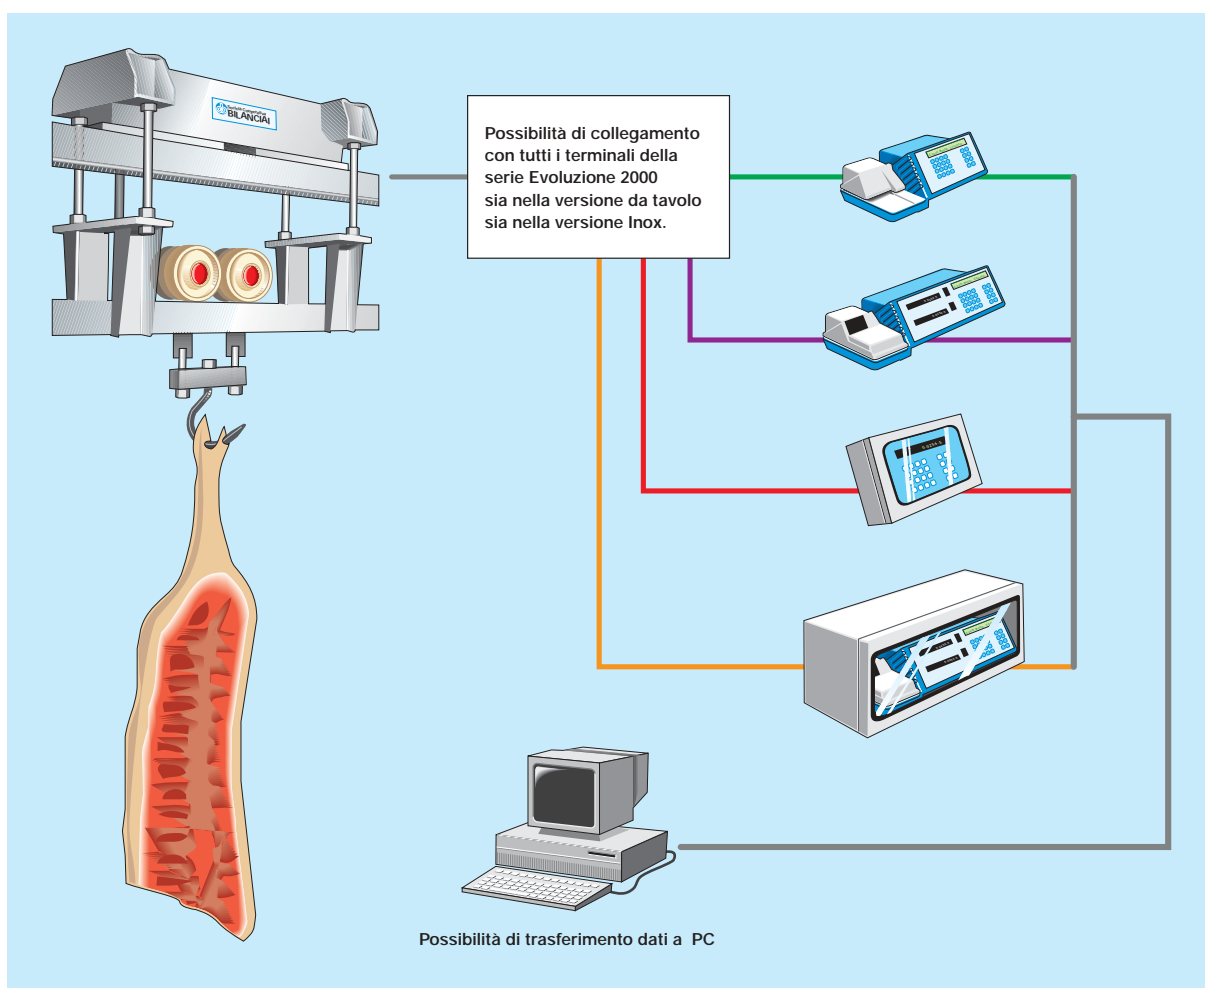 BILANCIAI
Possibilità di collegamento
con tutti i terminali della
serie Evoluzione 2000
sia nella versione da tavolo
sia nella versione Inox.
Possibilità di trasferimento dati a PC